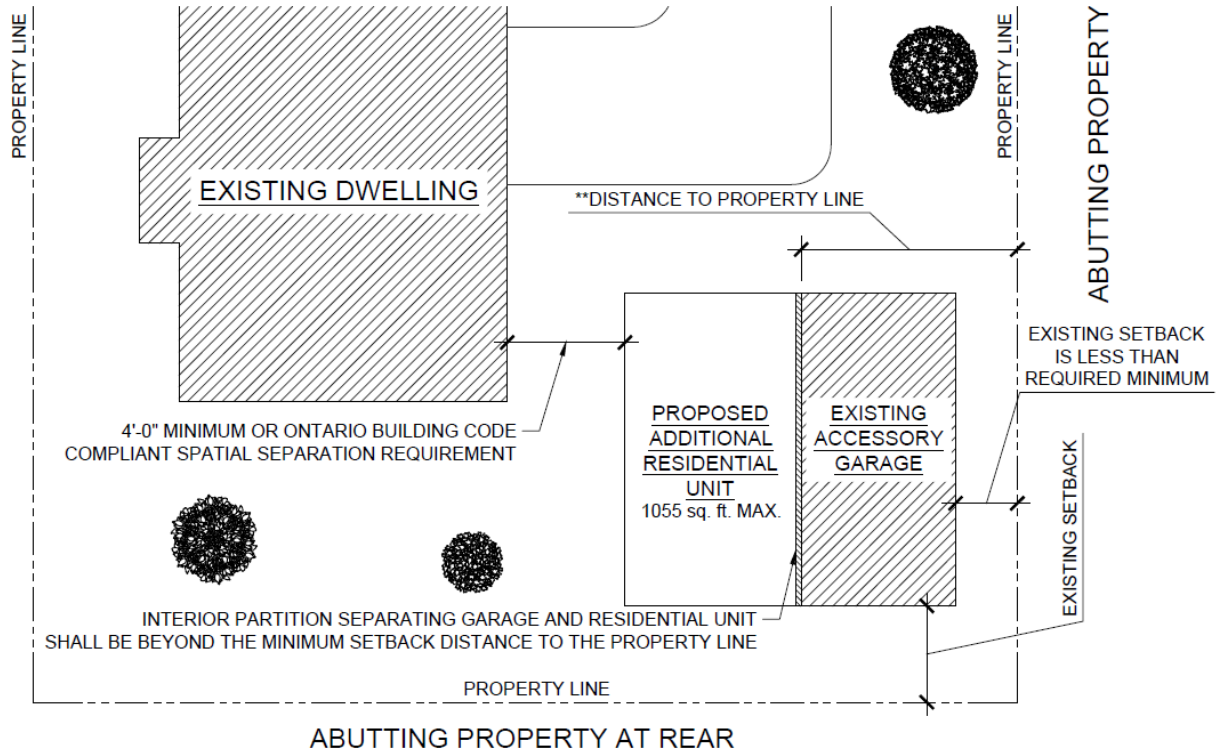 PROPERTY LINE
PROPERTY LINE
ABUTTING PROPERTY
EXISTING DWELLING
**DISTANCE TO PROPERTY LINE
EXISTING SETBACK
IS LESS THAN
REQUIRED MINIMUM
4'-0" MINIMUM OR ONTARIO BUILDING CODE
COMPLIANT SPATIAL SEPARATION REQUIREMENT
PROPOSED
ADDITIONAL
RESIDENTIAL
UNIT
1055 sq. ft. MAX.
EXISTING
ACCESSORY
GARAGE
EXISTING SETBACK
INTERIOR PARTITION SEPARATING GARAGE AND RESIDENTIAL UNIT
SHALL BE BEYOND THE MINIMUM SETBACK DISTANCE TO THE PROPERTY LINE
PROPERTY LINE
ABUTTING PROPERTY AT REAR